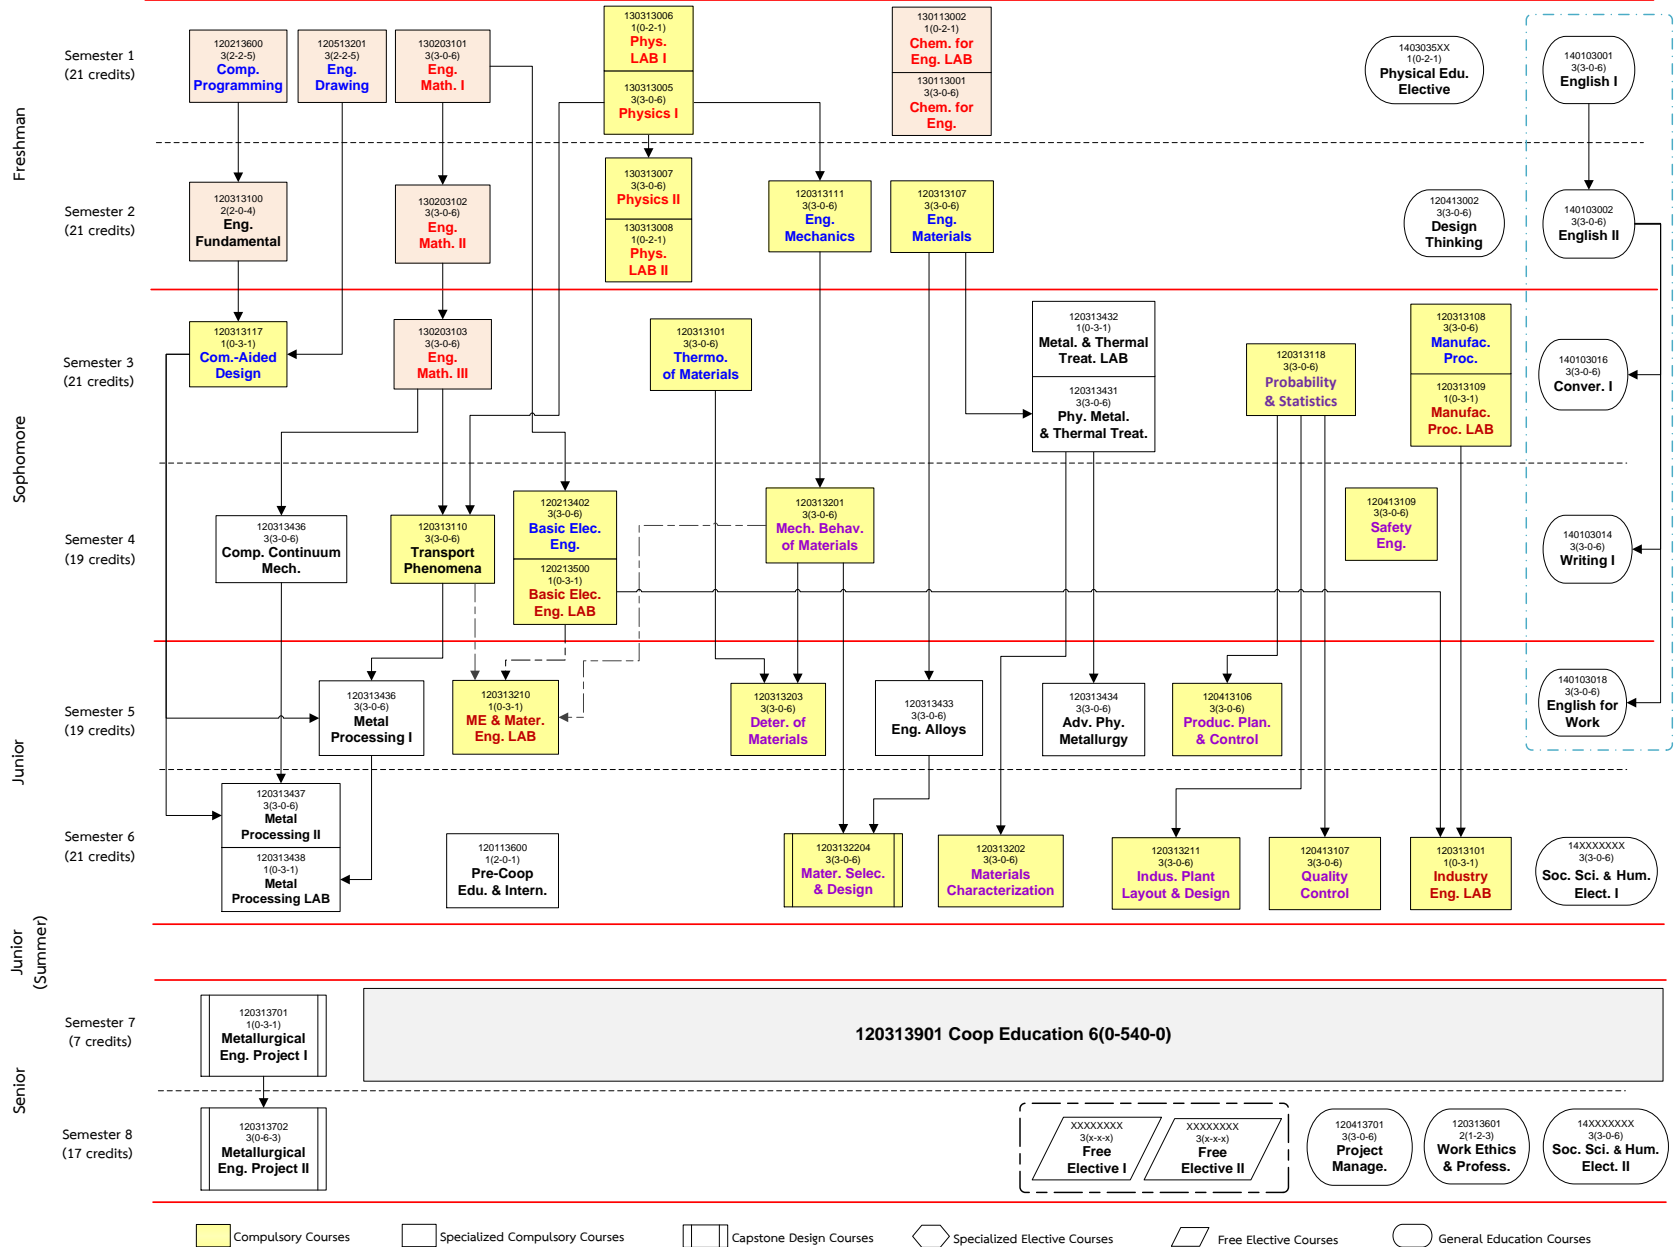 Freshman
Semester 1
(21 credits)
120213600
3(2-2-5)
Comp.
Programming
120513201
3(2-2-5)
Eng.
Drawing
130203101
3(3-0-6)
Eng.
Math. I
130313006
1(0-2-1)
Phys.
LAB I
130313005
3(3-0-6)
Physics I
130113002
1(0-2-1)
Chem. for
Eng. LAB
130113001
3(3-0-6)
Chem. for
Eng.
1403035XX
1(0-2-1)
Physical Edu.
Elective
140103001
3(3-0-6)
English I
Semester 2
(21 credits)
120313100
2(2-0-4)
Eng.
Fundamental
130203102
3(3-0-6)
Eng.
Math. II
130313007
3(3-0-6)
Physics II
130313008
1(0-2-1)
Phys.
LAB II
120313111
3(3-0-6)
Eng.
Mechanics
120313107
3(3-0-6)
Eng.
Materials
120413002
3(3-0-6)
Design
Thinking
140103002
3(3-0-6)
English II
Sophomore
Semester 3
(21 credits)
120313117
1(0-3-1)
Com.-Aided
Design
130203103
3(3-0-6)
Eng.
Math. III
120313101
3(3-0-6)
Thermo.
of Materials
120313432
1(0-3-1)
Metal. & Thermal
Treat. LAB
120313431
3(3-0-6)
Phy. Metal.
& Thermal Treat.
120313118
3(3-0-6)
Probability
& Statistics
120313108
3(3-0-6)
Manufac.
Proc.
120313109
1(0-3-1)
Manufac.
Proc. LAB
140103016
3(3-0-6)
Conver. I
Semester 4
(19 credits)
120313436
3(3-0-6)
Comp. Continuum
Mech.
120313110
3(3-0-6)
Transport
Phenomena
120213402
3(3-0-6)
Basic Elec.
Eng.
120213500
1(0-3-1)
Basic Elec.
Eng. LAB
120313201
3(3-0-6)
Mech. Behav.
of Materials
120413109
3(3-0-6)
Safety
Eng.
140103014
3(3-0-6)
Writing I
Junior
Semester 5
(19 credits)
120313436
3(3-0-6)
Metal
Processing I
120313210
1(0-3-1)
ME & Mater.
Eng. LAB
120313203
3(3-0-6)
Deter. of
Materials
120313433
3(3-0-6)
Eng. Alloys
120313434
3(3-0-6)
Adv. Phy.
Metallurgy
120413106
3(3-0-6)
Produc. Plan.
& Control
140103018
3(3-0-6)
English for
Work
Semester 6
(21 credits)
120313437
3(3-0-6)
Metal
Processing II
120313438
1(0-3-1)
Metal
Processing LAB
120113600
1(2-0-1)
Pre-Coop
Edu. & Intern.
1203132204
3(3-0-6)
Mater. Selec.
& Design
120313202
3(3-0-6)
Materials
Characterization
120313211
3(3-0-6)
Indus. Plant
Layout & Design
120413107
3(3-0-6)
Quality
Control
120313101
1(0-3-1)
Industry
Eng. LAB
14XXXXXXX
3(3-0-6)
Soc. Sci. & Hum.
Elect. I
Junior
(Summer)
Senior
Semester 7
(7 credits)
120313701
1(0-3-1)
Metallurgical
Eng. Project I
120313901 Coop Education 6(0-540-0)
Semester 8
(17 credits)
120313702
3(0-6-3)
Metallurgical
Eng. Project II
XXXXXXXX
3(x-x-x)
Free
Elective I
XXXXXXXX
3(x-x-x)
Free
Elective II
120413701
3(3-0-6)
Project
Manage.
120313601
2(1-2-3)
Work Ethics
& Profess.
14XXXXXXX
3(3-0-6)
Soc. Sci. & Hum.
Elect. II
Compulsory Courses
Specialized Compulsory Courses
Capstone Design Courses
Specialized Elective Courses
Free Elective Courses
General Education Courses